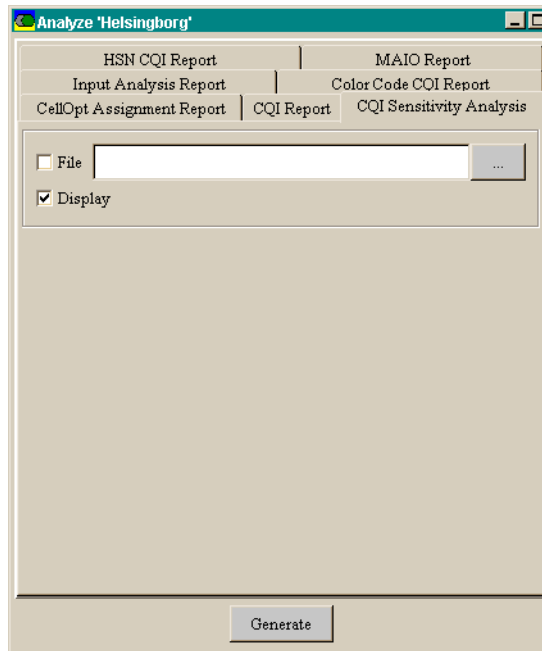 Analyze 'Helsingborg'
HSN CQI Report MAIO Report
Input Analysis Report Color Code CQI Report
CellOpt Assignment Report CQI Report CQI Sensitivity Analysis
File ...
Display
Generate